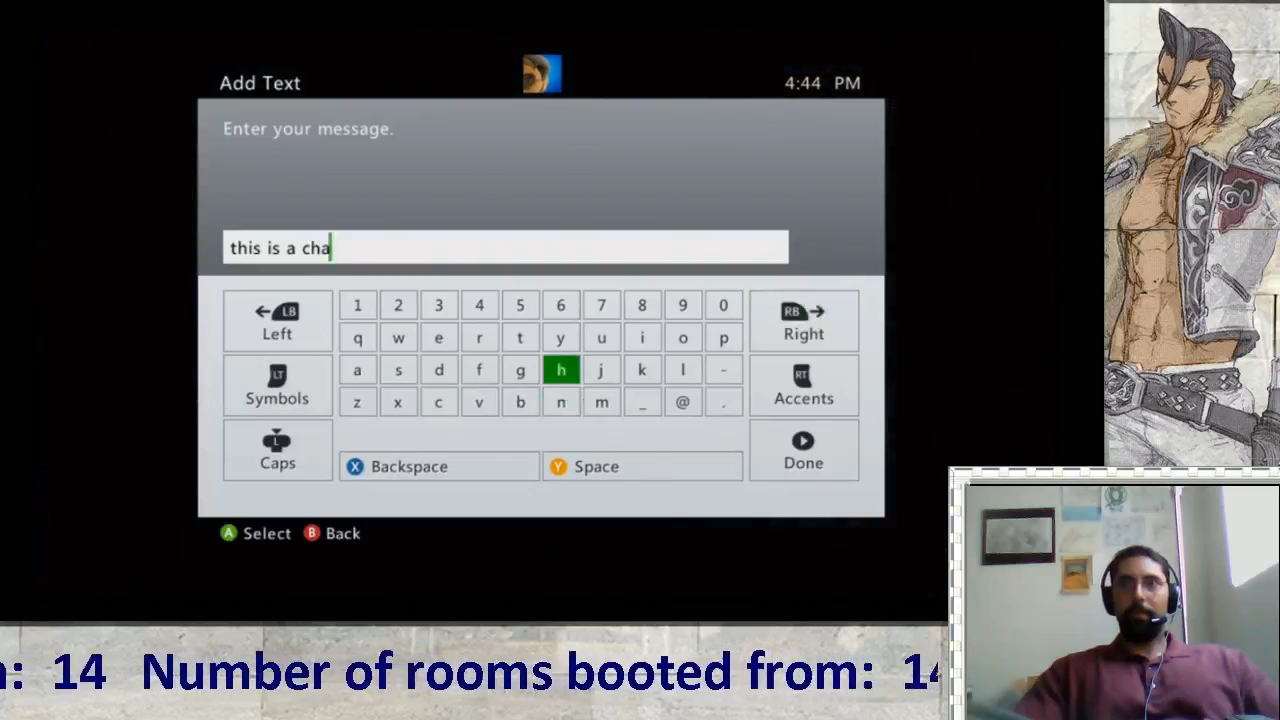 Add Text
4:44 PM
Enter your message.
this is a cha
LB
Left
1 2 3 4 5 6 7 8 9 0
RB
Right
q w e r t y u i o p
LT
Symbols
a s d f g h j k l -
RT
Accents
z x c v b n m _ @ .
L
Caps
X Backspace
Y Space
Done
A Select B Back
n: 14 Number of rooms booted from: 14